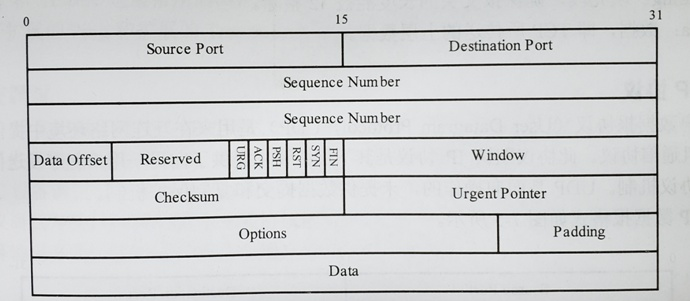 0 15 31
Source Port Destination Port
Sequence Number
Sequence Number
Data Offset Reserved URG ACK PSH RST SYN FIN Window
Checksum Urgent Pointer
Options Padding
Data